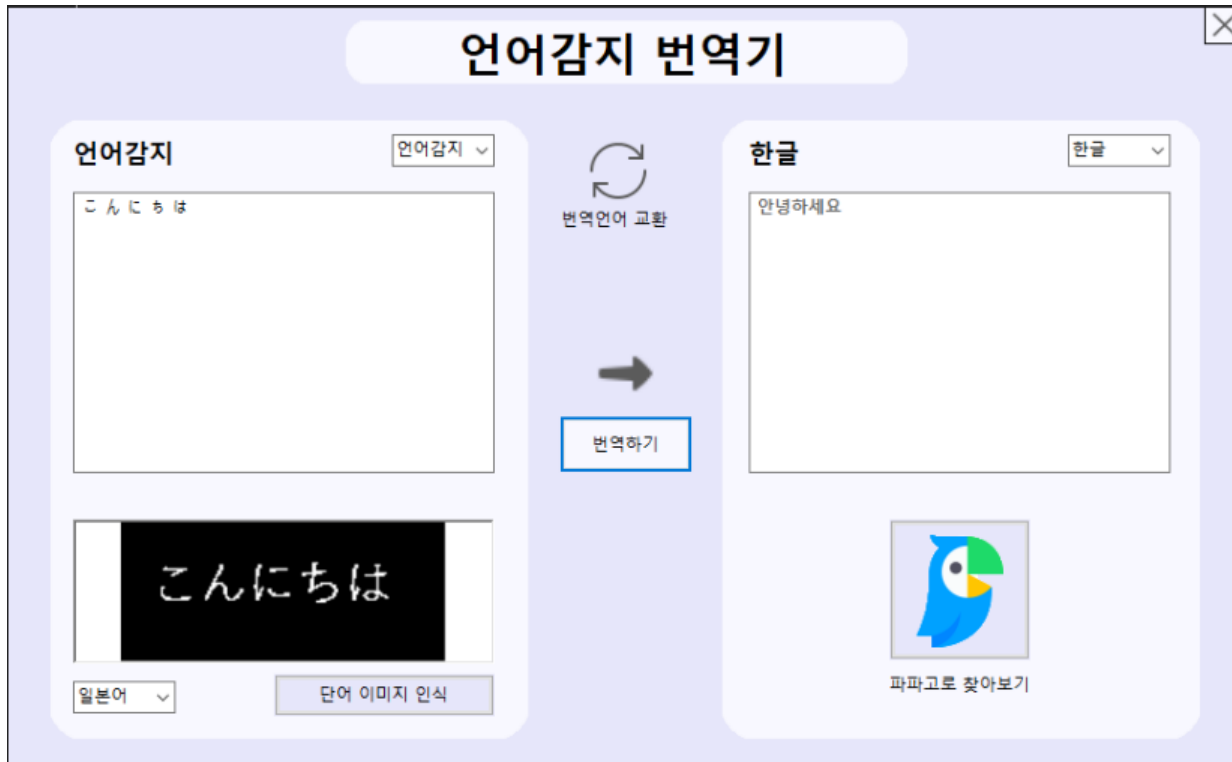 언어감지 번역기
언어감지
언어감지
こんにちは
こんにちは
일본어
단어 이미지 인식
번역언어 교환
번역하기
한글
한글
안녕하세요
파파고로 찾아보기